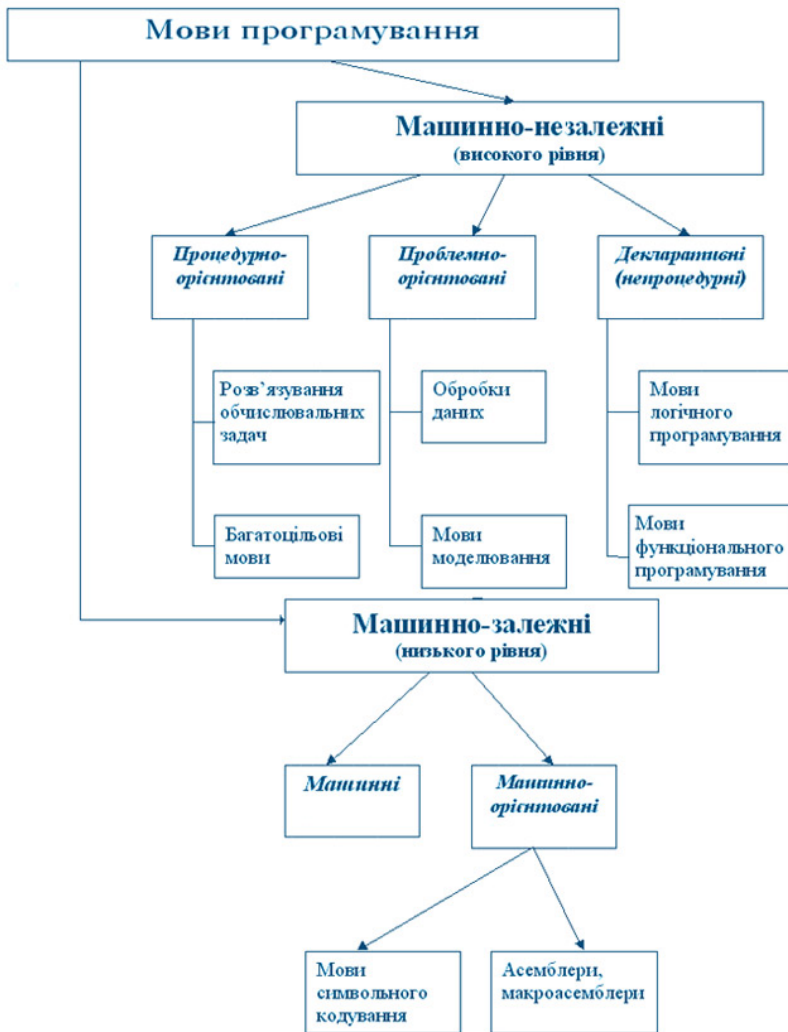 Мови програмування
Машинно-незалежні
(високого рівня)
Процедурно-
орієнтовані
Проблемно-
орієнтовані
Декларативні
(непроцедурні)
Розв’язування
обчислювальних
задач
Обробки
даних
Мови
логічного
програмування
Багатоцільові
мови
Мови
моделювання
Мови
функціонального
програмування
Машинно-залежні
(низького рівня)
Машинні
Машинно-
орієнтовані
Мови
символьного
кодування
Асемблери,
макроасемблери